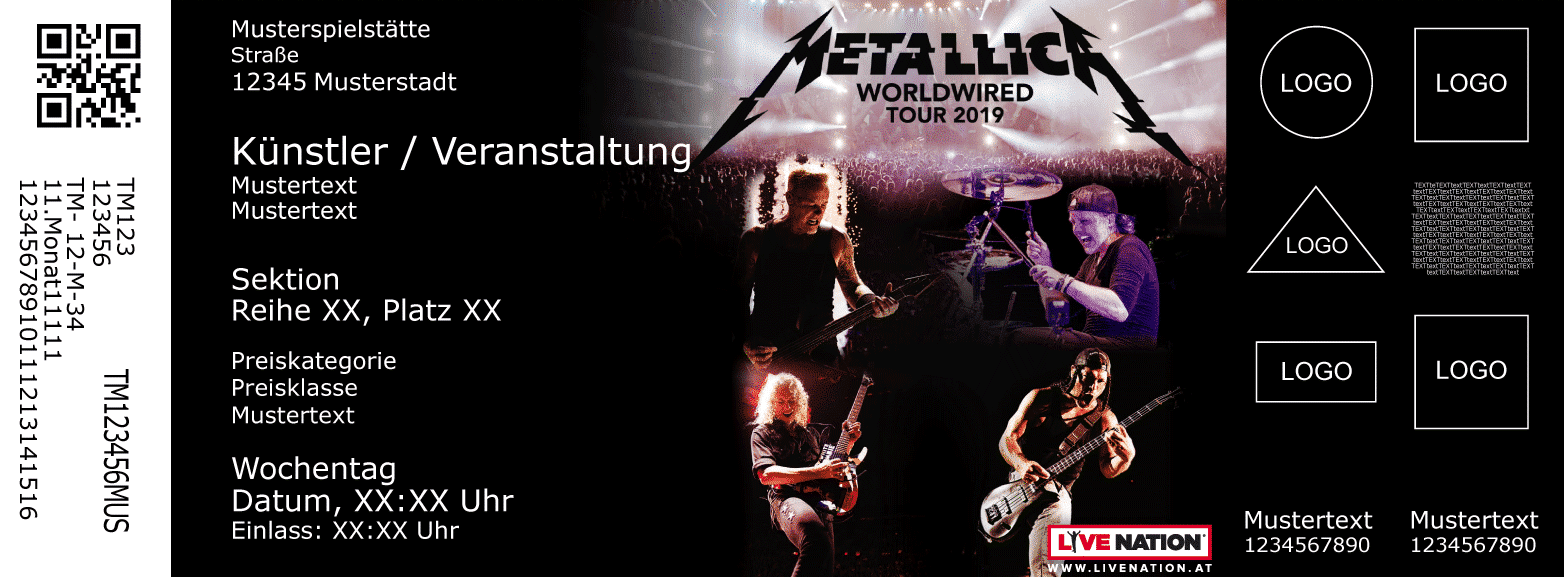 TM123
123456
TM- 12-M-34
11.Monat11111
12345678910111213141516
TM123456MUS
Musterspielstätte
Straße
12345 Musterstadt
Künstler / Veranstaltung
Mustertext
Mustertext
Sektion
Reihe XX, Platz XX
Preiskategorie
Preisklasse
Mustertext
Wochentag
Datum, XX:XX Uhr
Einlass: XX:XX Uhr
METALLICA
WORLDWIRED
TOUR 2019
LIVE NATION
WWW.LIVENATION.AT
LOGO
LOGO
LOGO
LOGO
LOGO
Mustertext
1234567890
Mustertext
1234567890